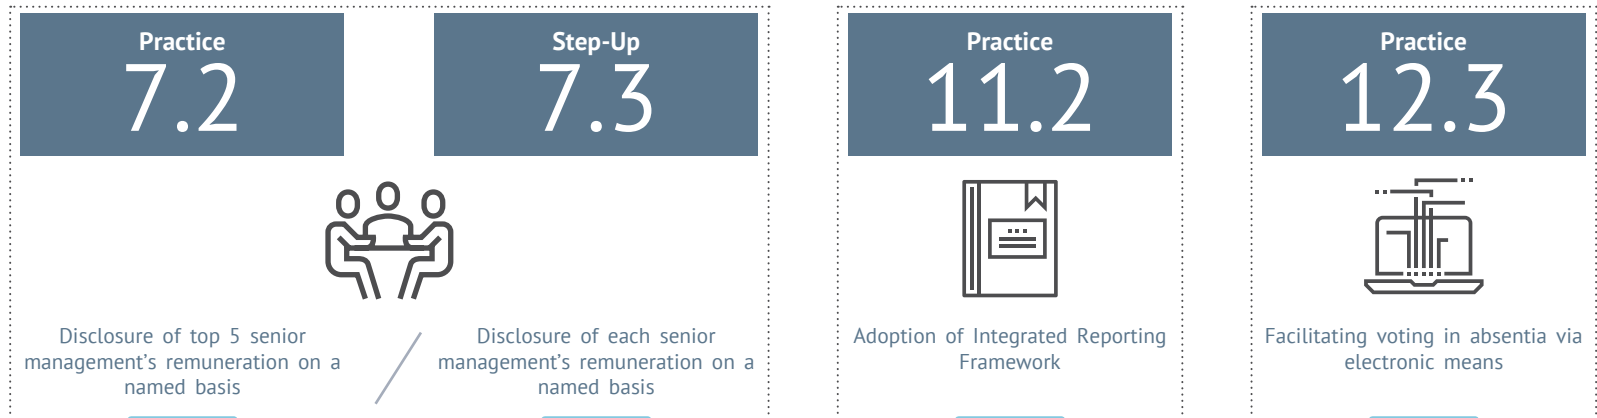 Practice
7.2
Disclosure of top 5 senior
management's remuneration on a
named basis
Step-Up
7.3
Disclosure of each senior
management's remuneration on a
named basis
Practice
11.2
Adoption of Integrated Reporting
Framework
Practice
12.3
Facilitating voting in absentia via
electronic means